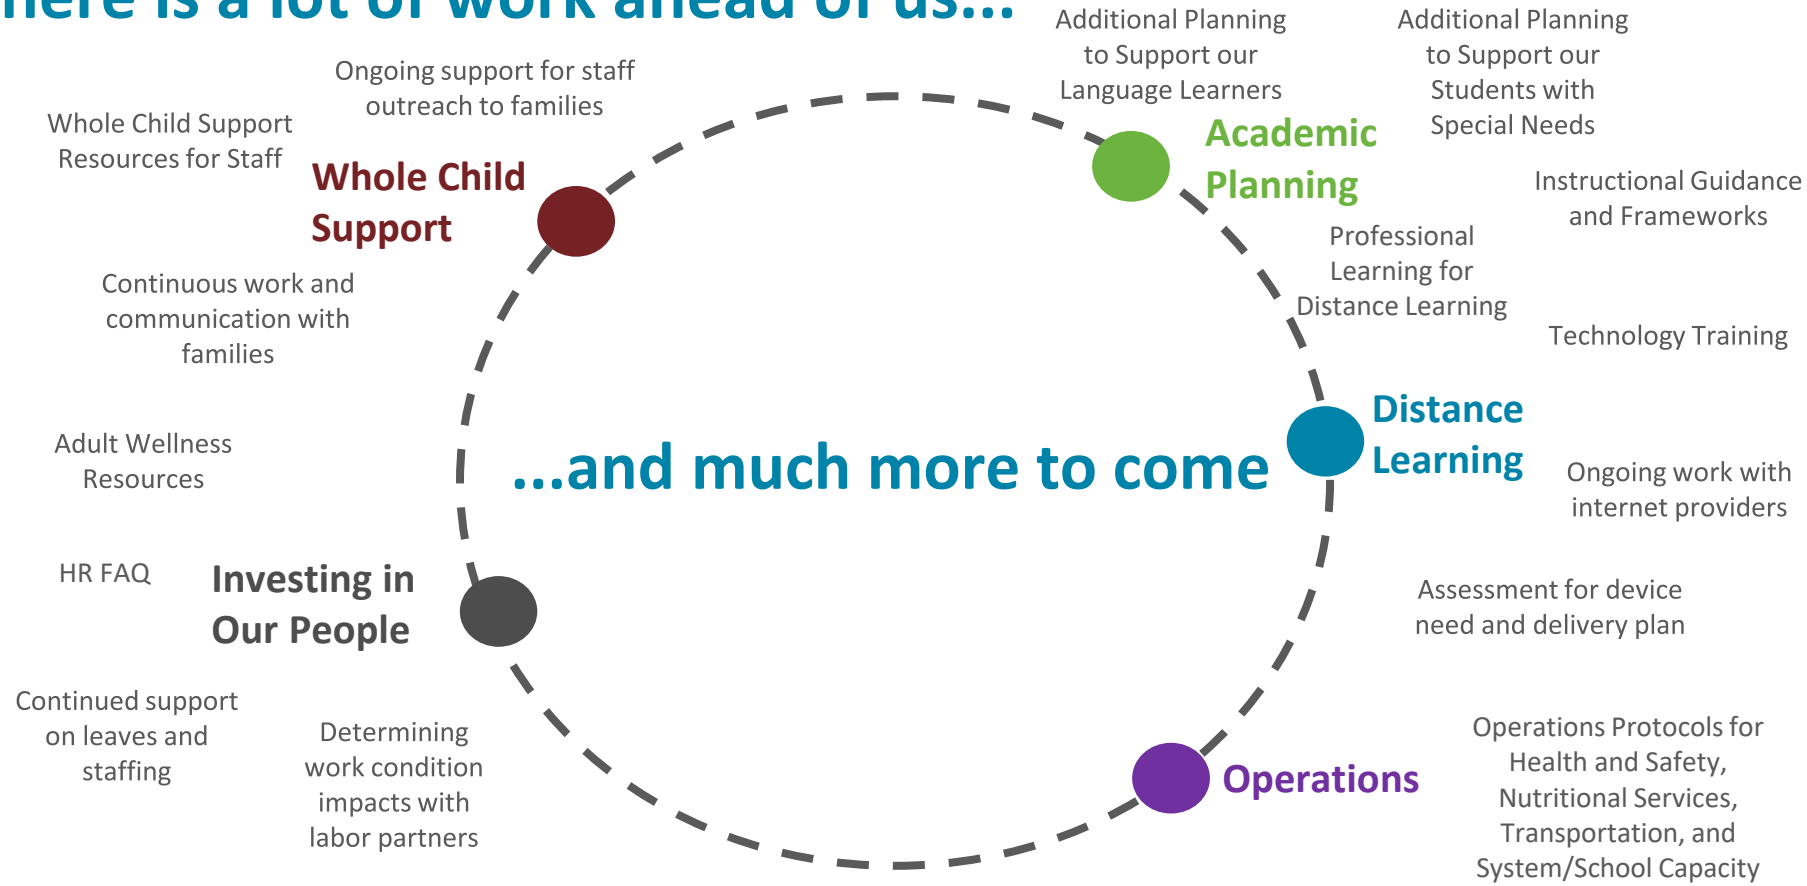 here is a lot of work ahead of us...
Additional Planning
to Support our
Language Learners
Additional Planning
to Support our
Students with
Special Needs
Ongoing support for staff
outreach to families
Whole Child Support
Resources for Staff
Whole Child
Support
Academic
Planning
Instructional Guidance
and Frameworks
Professional
Learning for
Distance Learning
Continuous work and
communication with
families
Technology Training
Distance
Learning
Adult Wellness
Resources
...and much more to come
Ongoing work with
internet providers
HR FAQ
Investing in
Our People
Assessment for device
need and delivery plan
Continued support
on leaves and
staffing
Determining
work condition
impacts with
labor partners
Operations
Operations Protocols for
Health and Safety,
Nutritional Services,
Transportation, and
System/School Capacity